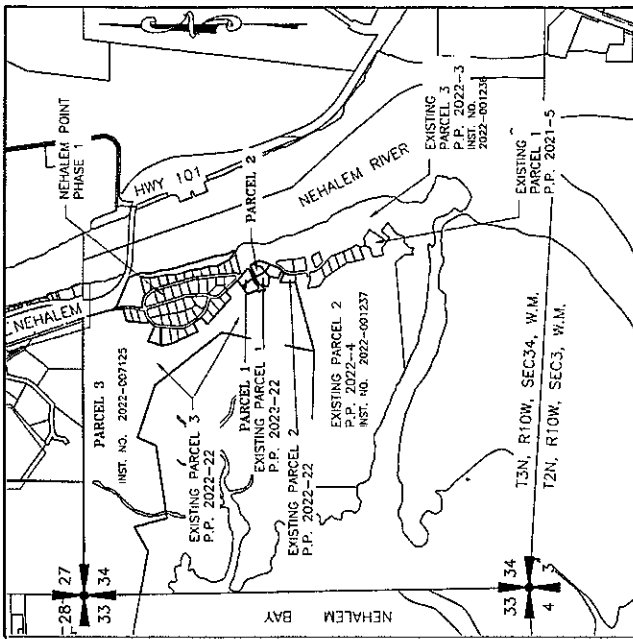 NEHALEM POINT
PHASE 1
HWY 101
PARCEL 2
NEHALEM RIVER
EXISTING
PARCEL 3
P.P. 2022-3
INST. NO.
2022-001236
EXISTING
PARCEL 1
P.P. 2021-5
NEHALEM
PARCEL 3
INST. NO. 2022-007125
EXISTING PARCEL 3
P.P. 2022-22
PARCEL 1
EXISTING PARCEL 1
P.P. 2022-22
EXISTING PARCEL 2
P.P. 2022-22
EXISTING PARCEL 2
P.P. 2022-4
INST. NO. 2022-001237
T3N, R10W, SEC34, W.M.
T2N, R10W, SEC3, W.M.
28 27
33 34
33 34
4 3
NEHALEM BAY